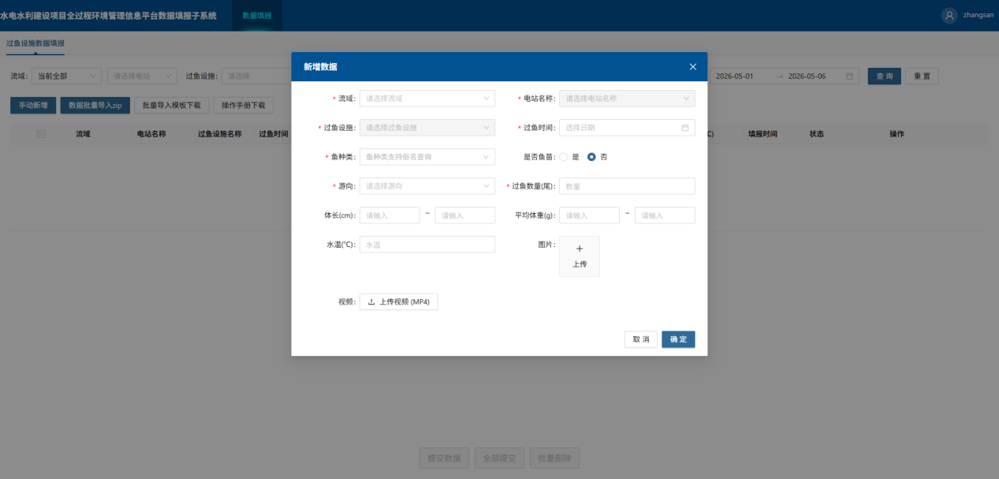 水电水利建设项目全过程环境管理信息平台数据填报子系统 数据填报 zhangsan
过鱼设施数据填报
流域: 当前全部 请选择电站 过鱼设施: 请选择 2026-05-01 → 2026-05-06 查 询 重 置
手动新增 数据批量导入zip 批量导入模板下载 操作手册下载
流域 电站名称 过鱼设施名称 过鱼时间 C) 填报时间 状态 操作
新增数据
* 流域: 请选择流域 * 电站名称: 请选择电站名称
* 过鱼设施: 请选择过鱼设施 * 过鱼时间: 选择日期
* 鱼种类: 鱼种类支持俗名查询 是否鱼苗: 是 否
* 游向: 请选择游向 * 过鱼数量(尾): 数量
体长(cm): 请输入 ~ 请输入 平均体重(g): 请输入 ~ 请输入
水温(℃): 水温 图片: + 上传
视频: 上传视频 (MP4)
取 消 确 定
提交数据 全部提交 批量删除